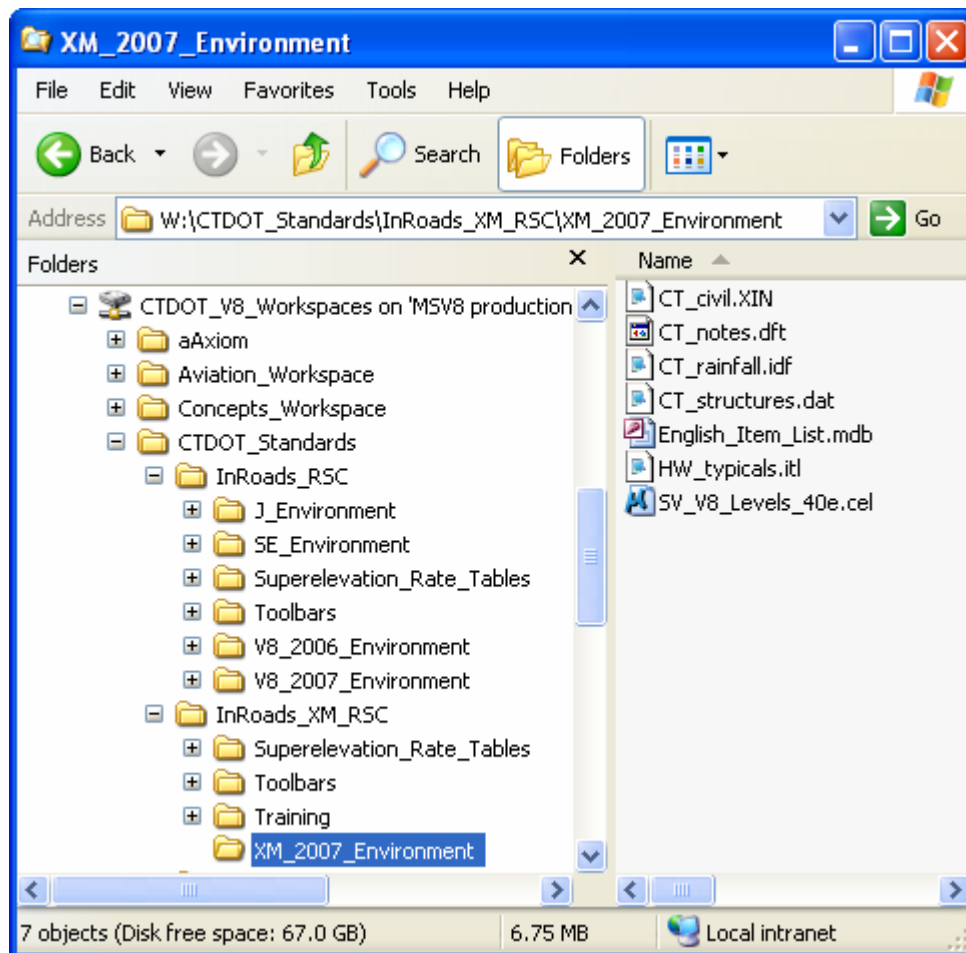 XM_2007_Environment
File Edit View Favorites Tools Help
Back Search Folders
Address W:\CTDOT_Standards\InRoads_XM_RSC\XM_2007_Environment Go
Folders
Name
CTDOT_V8_Workspaces on 'MSV8 production
aAxiom
Aviation_Workspace
Concepts_Workspace
CTDOT_Standards
InRoads_RSC
J_Environment
SE_Environment
Superelevation_Rate_Tables
Toolbars
V8_2006_Environment
V8_2007_Environment
InRoads_XM_RSC
Superelevation_Rate_Tables
Toolbars
Training
XM_2007_Environment
CT_civil.XIN
CT_notes.dft
CT_rainfall.idf
CT_structures.dat
English_Item_List.mdb
HW_typicals.itl
SV_V8_Levels_40e.cel
7 objects (Disk free space: 67.0 GB) 6.75 MB Local intranet